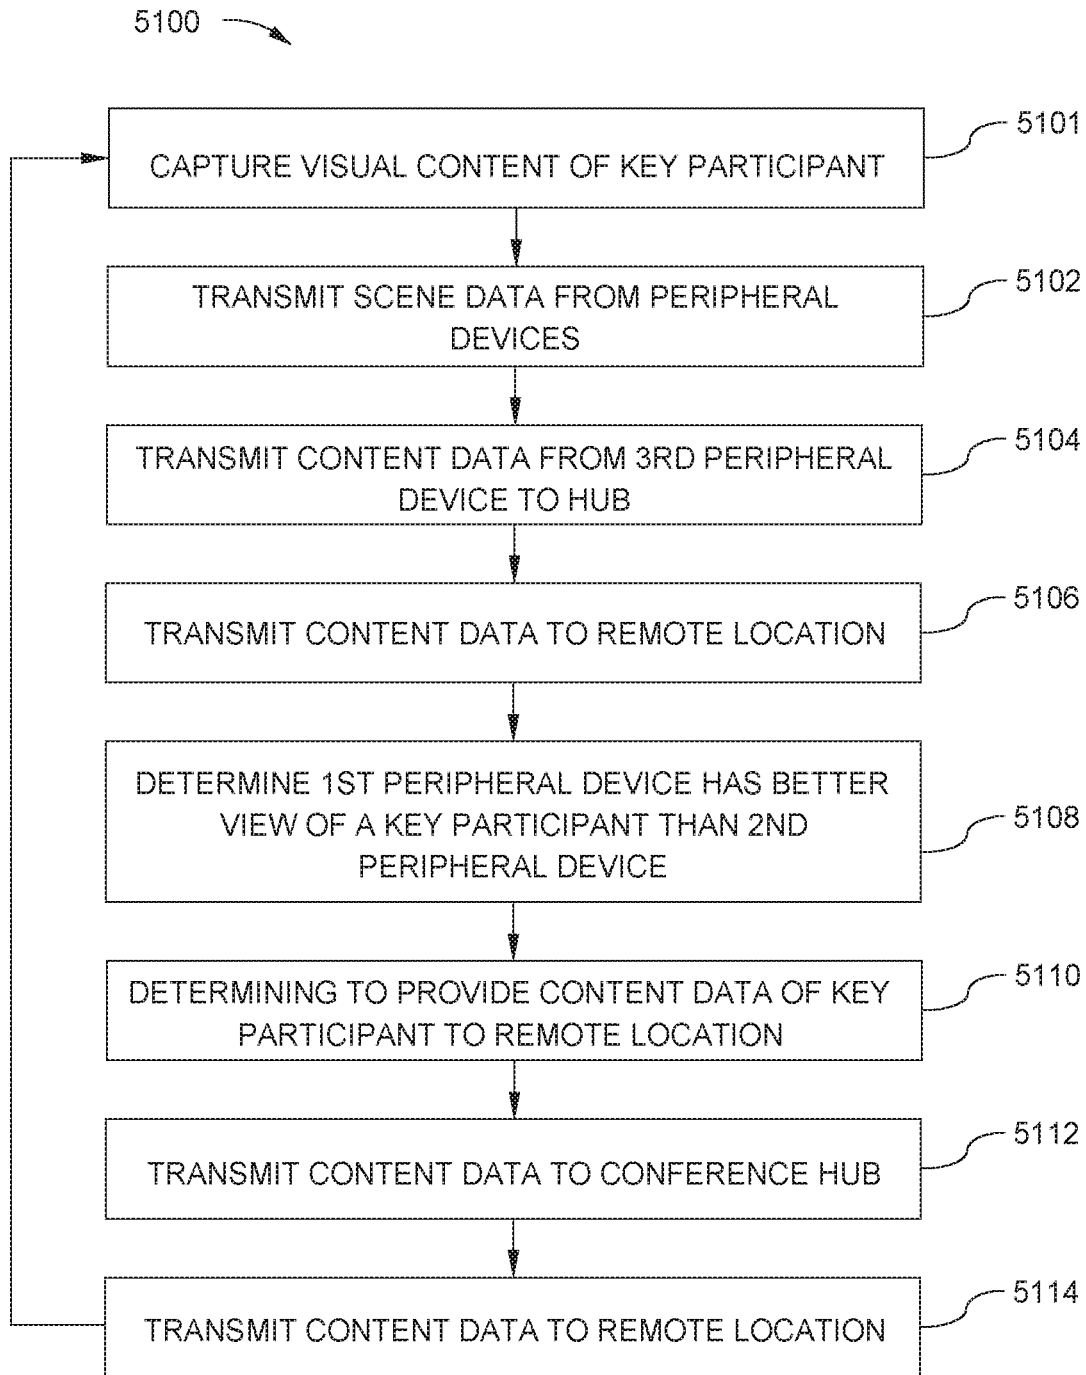 5100
5101
CAPTURE VISUAL CONTENT OF KEY PARTICIPANT
5102
TRANSMIT SCENE DATA FROM PERIPHERAL
DEVICES
5104
TRANSMIT CONTENT DATA FROM 3RD PERIPHERAL
DEVICE TO HUB
5106
TRANSMIT CONTENT DATA TO REMOTE LOCATION
DETERMINE 1ST PERIPHERAL DEVICE HAS BETTER
VIEW OF A KEY PARTICIPANT THAN 2ND
5108
PERIPHERAL DEVICE
5110
DETERMINING TO PROVIDE CONTENT DATA OF KEY
PARTICIPANT TO REMOTE LOCATION
5112
TRANSMIT CONTENT DATA TO CONFERENCE HUB
5114
TRANSMIT CONTENT DATA TO REMOTE LOCATION